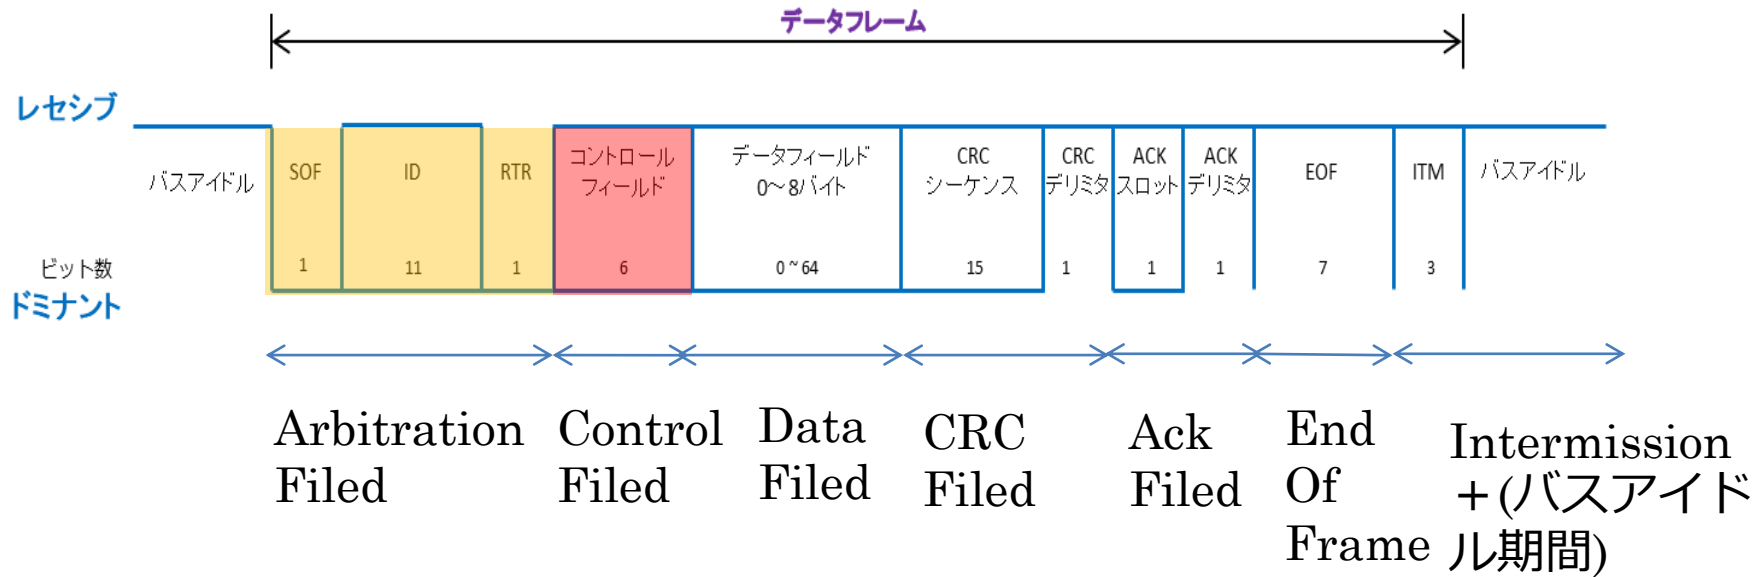 データフレーム
レセシブ
バスアイドル
SOF
ID
RTR
コントロール
フィールド
データフィールド
0～8バイト
CRC
シーケンス
CRC
デリミタ
ACK
スロット
ACK
デリミタ
EOF
ITM
バスアイドル
ビット数
1
11
1
6
0 ~ 64
15
1
1
1
7
3
ドミナント
Arbitration
Filed
Control
Filed
Data
Filed
CRC
Filed
Ack
Filed
End
Of
Frame
Intermission
＋(バスアイド
ル期間)